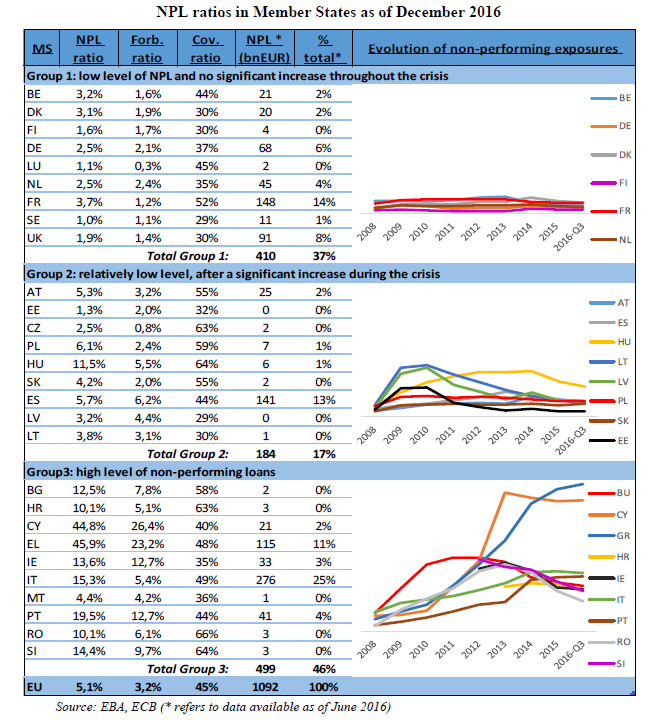 NPL ratios in Member States as of December 2016
MS NPL ratio Forb. ratio Cov. ratio NPL * (bnEUR) % total* Evolution of non-performing exposures
Group 1: low level of NPL and no significant increase throughout the crisis
BE 3,2% 1,6% 44% 21 2%
DK 3,1% 1,9% 30% 20 2%
FI 1,6% 1,7% 30% 4 0%
DE 2,5% 2,1% 37% 68 6%
LU 1,1% 0,3% 45% 2 0%
NL 2,5% 2,4% 35% 45 4%
FR 3,7% 1,2% 52% 148 14%
SE 1,0% 1,1% 29% 11 1%
UK 1,9% 1,4% 30% 91 8%
Total Group 1: 410 37%
BE
DE
DK
FI
FR
NL
2008 2009 2010 2011 2012 2013 2014 2015 2016-Q3
Group 2: relatively low level, after a significant increase during the crisis
AT 5,3% 3,2% 55% 25 2%
EE 1,3% 2,0% 32% 0 0%
CZ 2,5% 0,8% 63% 2 0%
PL 6,1% 2,4% 59% 7 1%
HU 11,5% 5,5% 64% 7 1%
SK 4,2% 2,0% 55% 2 0%
ES 5,7% 6,2% 44% 141 13%
LV 3,2% 4,4% 29% 1 0%
LT 3,8% 3,1% 30% 1 0%
Total Group 2: 184 17%
AT
ES
HU
LT
LV
PL
SK
EE
2008 2009 2010 2011 2012 2013 2014 2015 2016-Q3
Group3: high level of non-performing loans
BG 12,5% 7,8% 58% 2 0%
HR 10,1% 5,1% 63% 3 0%
CY 44,8% 26,4% 40% 21 2%
EL 45,9% 23,2% 48% 115 11%
IE 13,6% 12,7% 35% 33 3%
IT 15,3% 5,4% 49% 276 25%
MT 4,4% 4,2% 36% 1 0%
PT 19,5% 12,7% 44% 41 4%
RO 10,1% 6,1% 66% 3 0%
SI 14,4% 9,7% 64% 3 0%
Total Group 3: 499 46%
BU
CY
GR
HR
IE
IT
PT
RO
SI
2008 2009 2010 2011 2012 2013 2014 2015 2016-Q3
EU 5,1% 3,2% 45% 1092 100%
Source: EBA, ECB (* refers to data available as of June 2016)